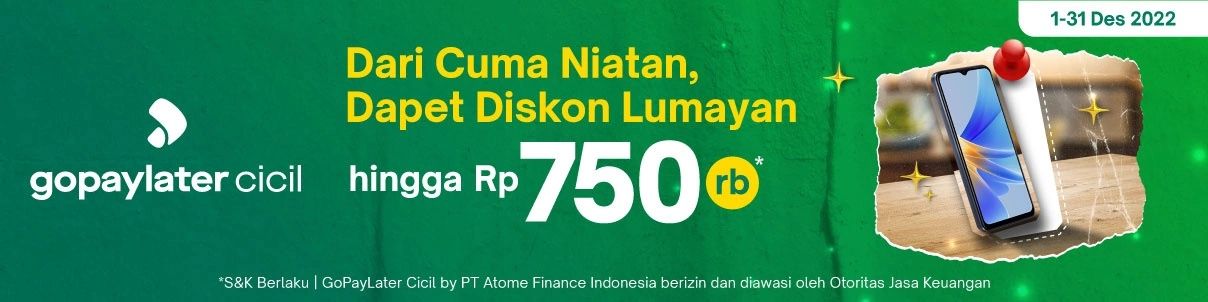 1-31 Des 2022
Dari Cuma Niatan,
Dapet Diskon Lumayan
hingga Rp 750 rb*
gopaylater cicil
*S&K Berlaku | GoPayLater Cicil by PT Atome Finance Indonesia berizin dan diawasi oleh Otoritas Jasa Keuangan